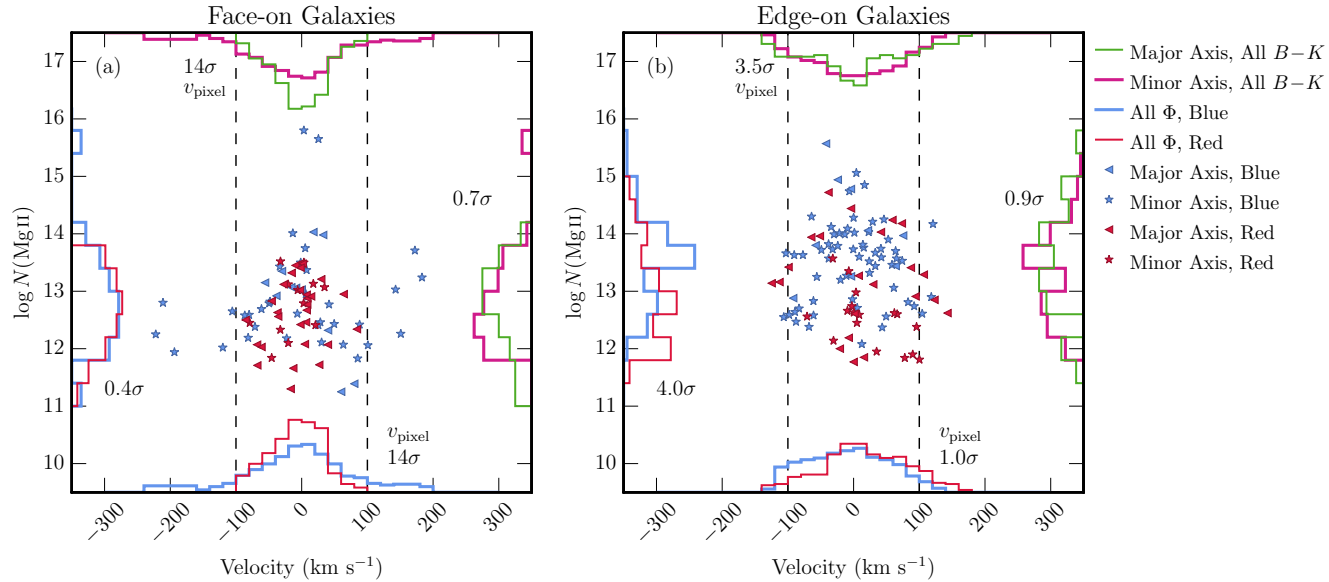 Face-on Galaxies
Edge-on Galaxies
(a)
14σ
v_pixel
0.7σ
0.4σ
v_pixel
14σ
17
16
15
14
13
12
11
10
log N(Mg II)
−300
−200
−100
0
100
200
300
Velocity (km s⁻¹)
(b)
3.5σ
v_pixel
0.9σ
4.0σ
v_pixel
1.0σ
17
16
15
14
13
12
11
10
log N(Mg II)
−300
−200
−100
0
100
200
300
Velocity (km s⁻¹)
Major Axis, All B−K
Minor Axis, All B−K
All Φ, Blue
All Φ, Red
Major Axis, Blue
Minor Axis, Blue
Major Axis, Red
Minor Axis, Red